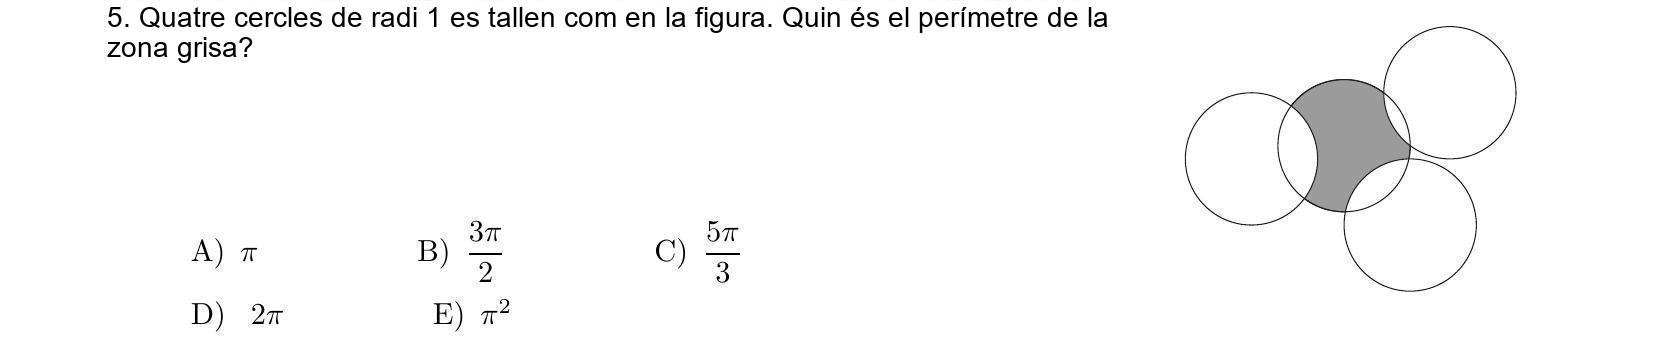 5. Quatre cercles de radi 1 es tallen com en la figura. Quin és el perímetre de la
zona grisa?
A) π B) 3π/2 C) 5π/3
D) 2π E) π²